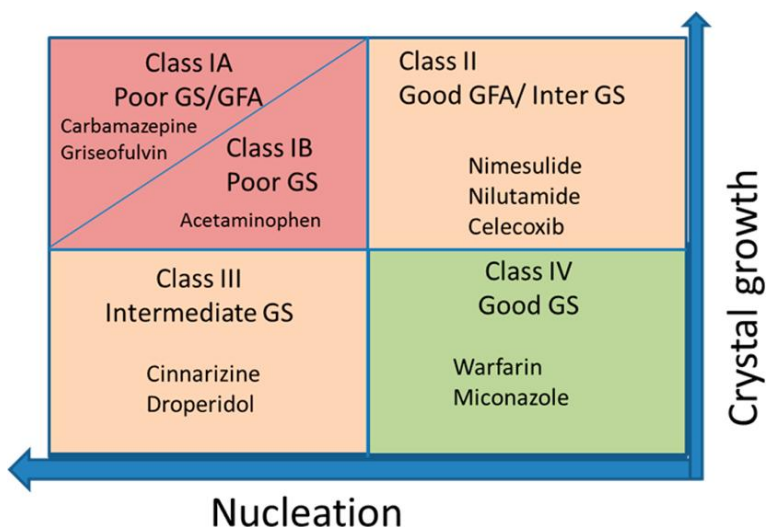 Class IA
Poor GS/GFA
Carbamazepine
Griseofulvin
Class IB
Poor GS
Acetaminophen
Class II
Good GFA/ Inter GS
Nimesulide
Nilutamide
Celecoxib
Class III
Intermediate GS
Cinnarizine
Droperidol
Class IV
Good GS
Warfarin
Miconazole
Crystal growth
Nucleation